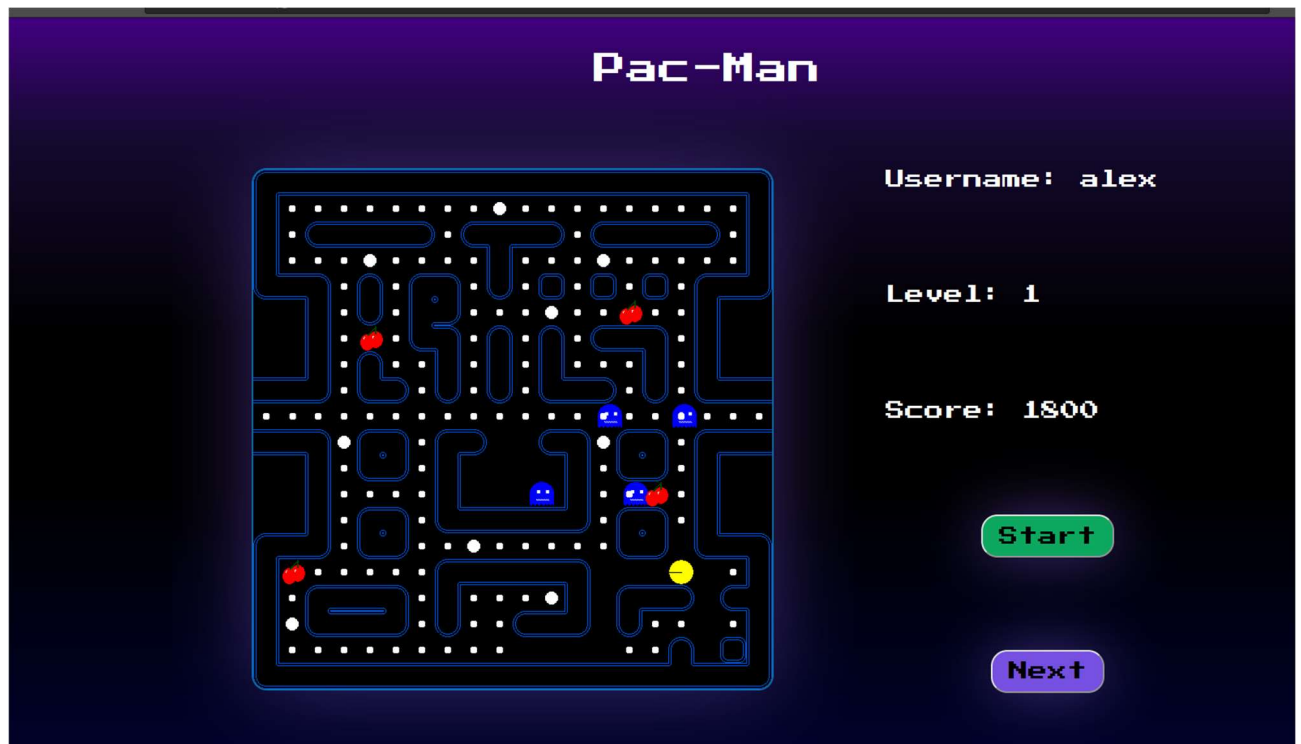 Pac-Man
Username: alex
Level: 1
Score: 1800
Start
Next